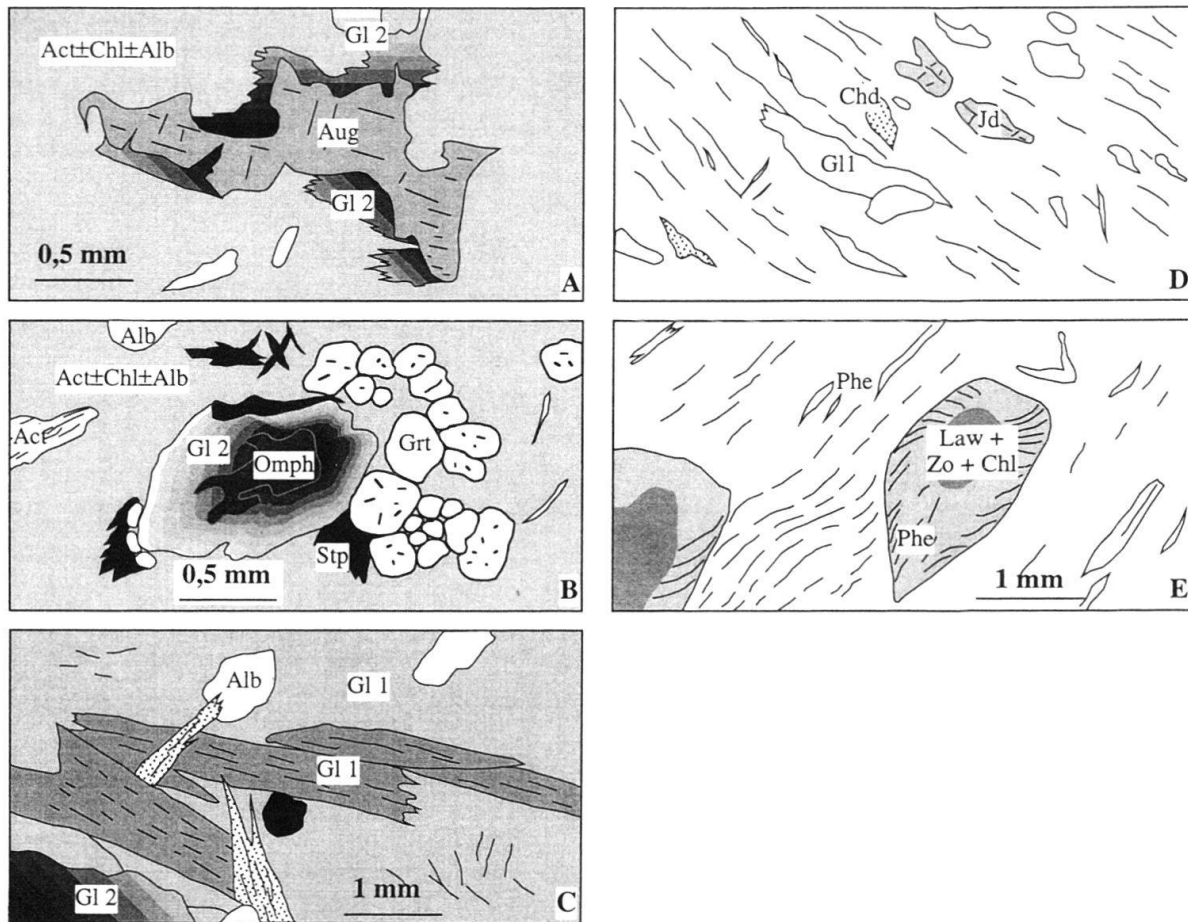 Act±Chl±Alb
Gl 2
Aug
Gl 2
0,5 mm
A
Alb
Act±Chl±Alb
Act
Gl 2
Omph
Grt
Stp
0,5 mm
B
Alb
Gl 1
Gl 1
Gl 2
1 mm
C
Chd
Jd
Gl1
D
Phe
Law +
Zo + Chl
Phe
1 mm
E